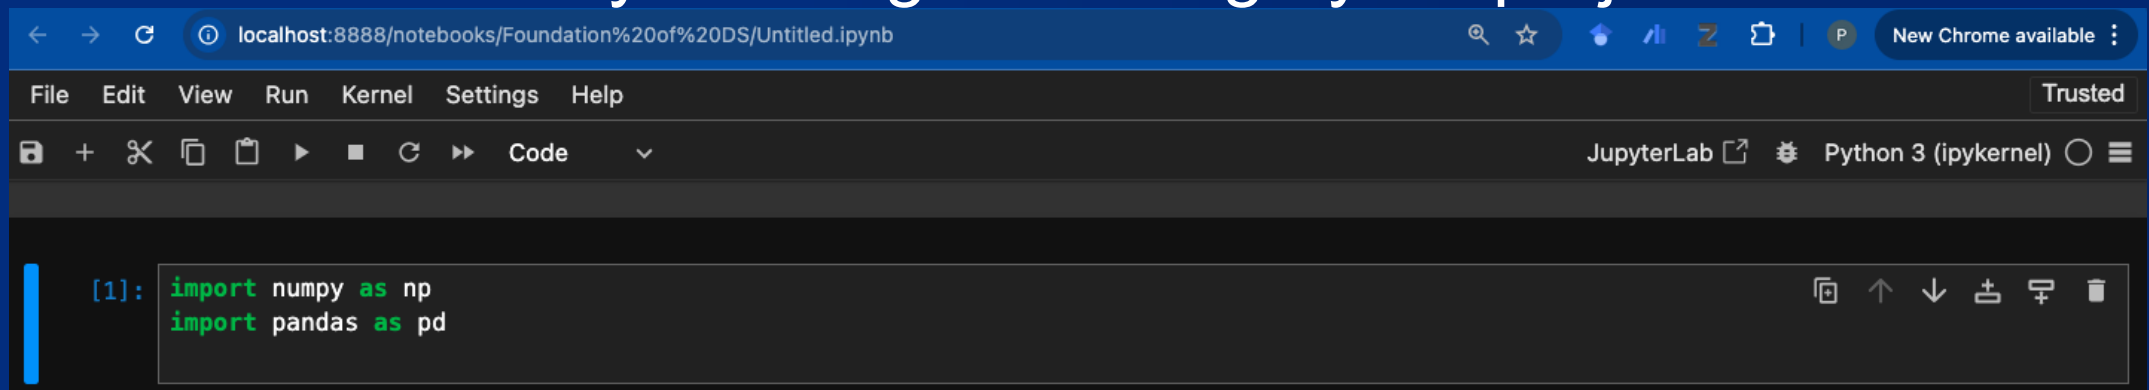 localhost:8888/notebooks/Foundation%20of%20DS/Untitled.ipynb
P
New Chrome available
File Edit View Run Kernel Settings Help
Trusted
Code
JupyterLab
Python 3 (ipykernel)
[1]:
import numpy as np
import pandas as pd